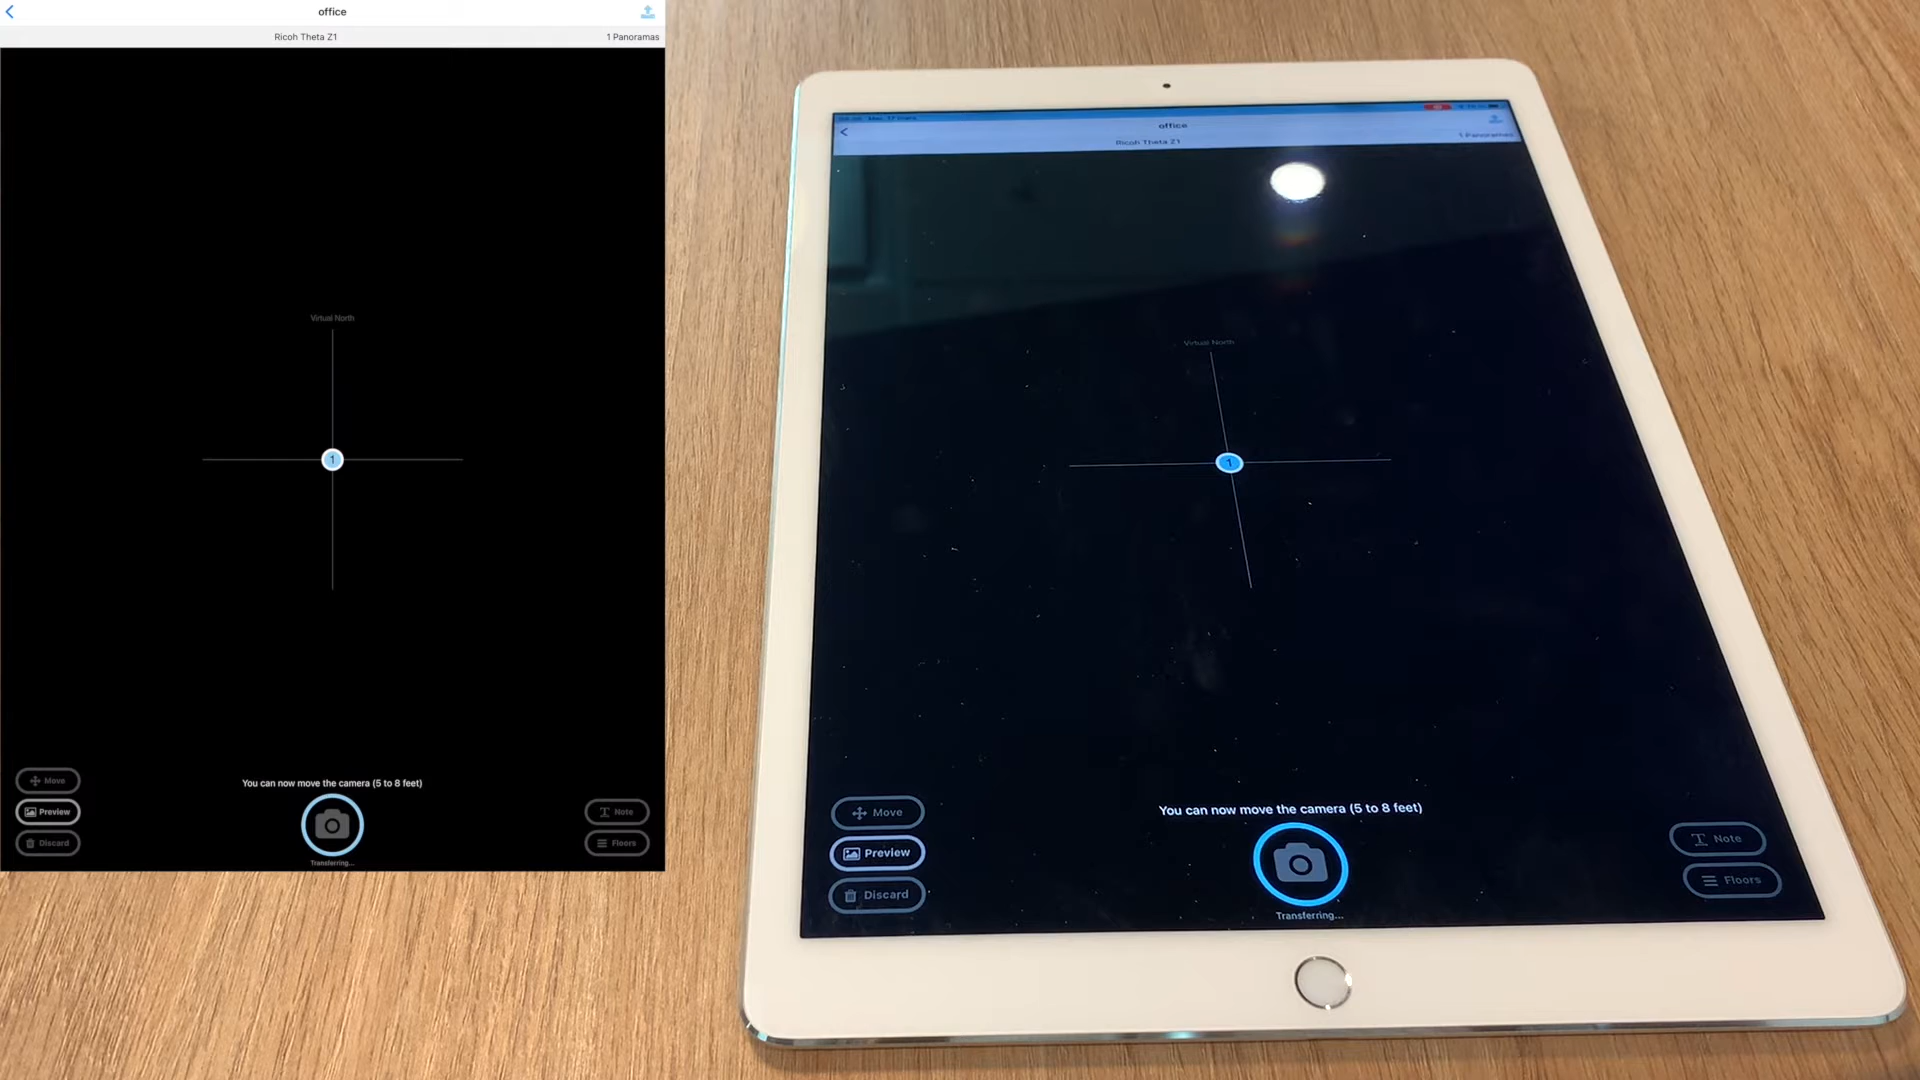 office
Ricoh Theta Z1
1 Panoramas
Virtual North
1
Move
Preview
Discard
You can now move the camera (5 to 8 feet)
Transferring...
Note
Floors
office
Ricoh Theta Z1
1 Panoramas
Virtual North
1
Move
Preview
Discard
You can now move the camera (5 to 8 feet)
Transferring...
Note
Floors